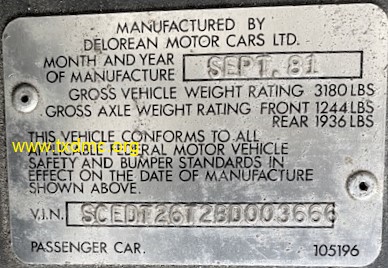 MANUFACTURED BY
DELOREAN MOTOR CARS LTD.
MONTH AND YEAR
OF MANUFACTURE SEPT. 81
GROSS VEHICLE WEIGHT RATING 3180 LBS
GROSS AXLE WEIGHT RATING FRONT 1244 LBS
REAR 1936 LBS
THIS VEHICLE CONFORMS TO ALL
www.txdmc.org
APPLICABLE FEDERAL MOTOR VEHICLE
SAFETY AND BUMPER STANDARDS IN
EFFECT ON THE DATE OF MANUFACTURE
SHOWN ABOVE.
V.I.N. SCEDT26T2BD003666
PASSENGER CAR. 105196